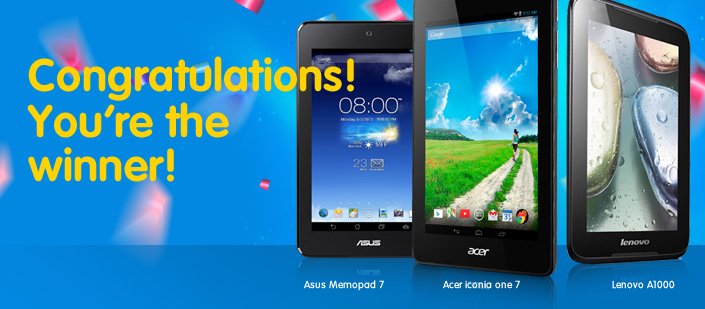 Congratulations!
You're the
winner!
08:00
23
ASUS
acer
lenovo
Asus Memopad 7
Acer iconia one 7
Lenovo A1000